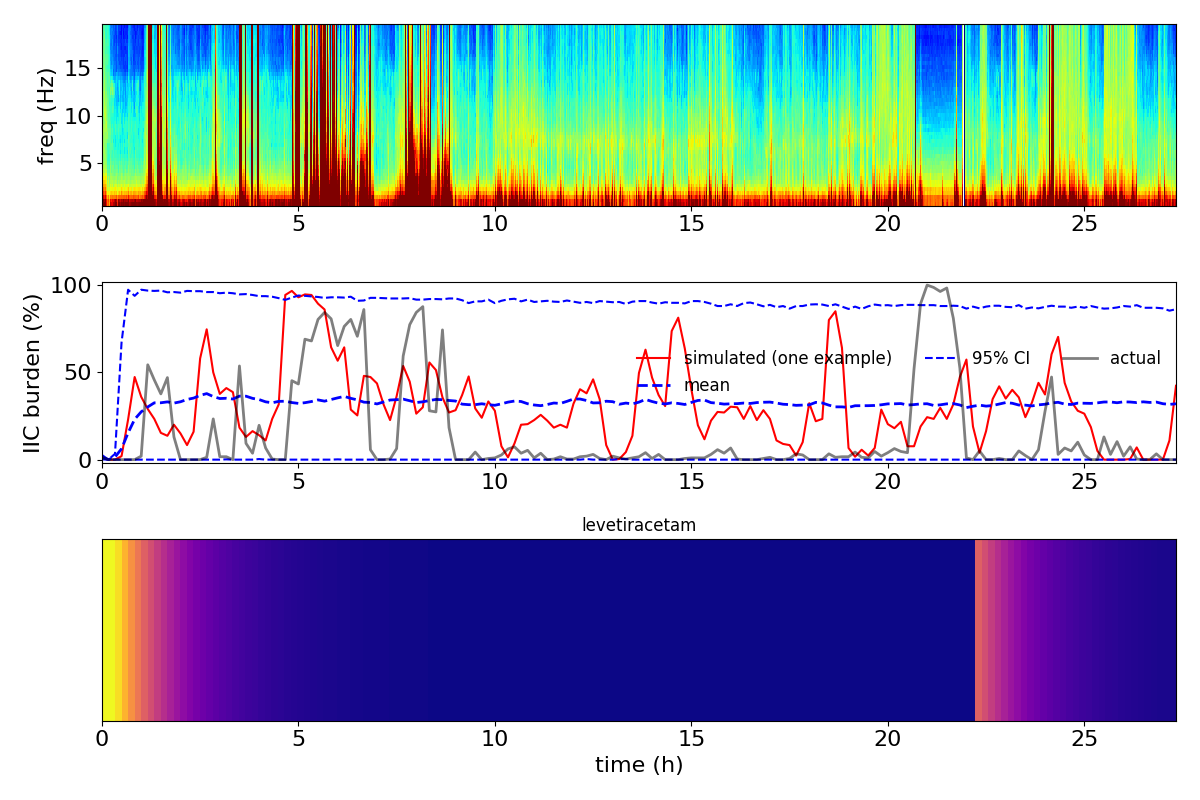 freq (Hz)
15
10
5
0 5 10 15 20 25
IIC burden (%)
100
50
0
simulated (one example) 95% CI actual
mean
0 5 10 15 20 25
levetiracetam
0 5 10 15 20 25
time (h)